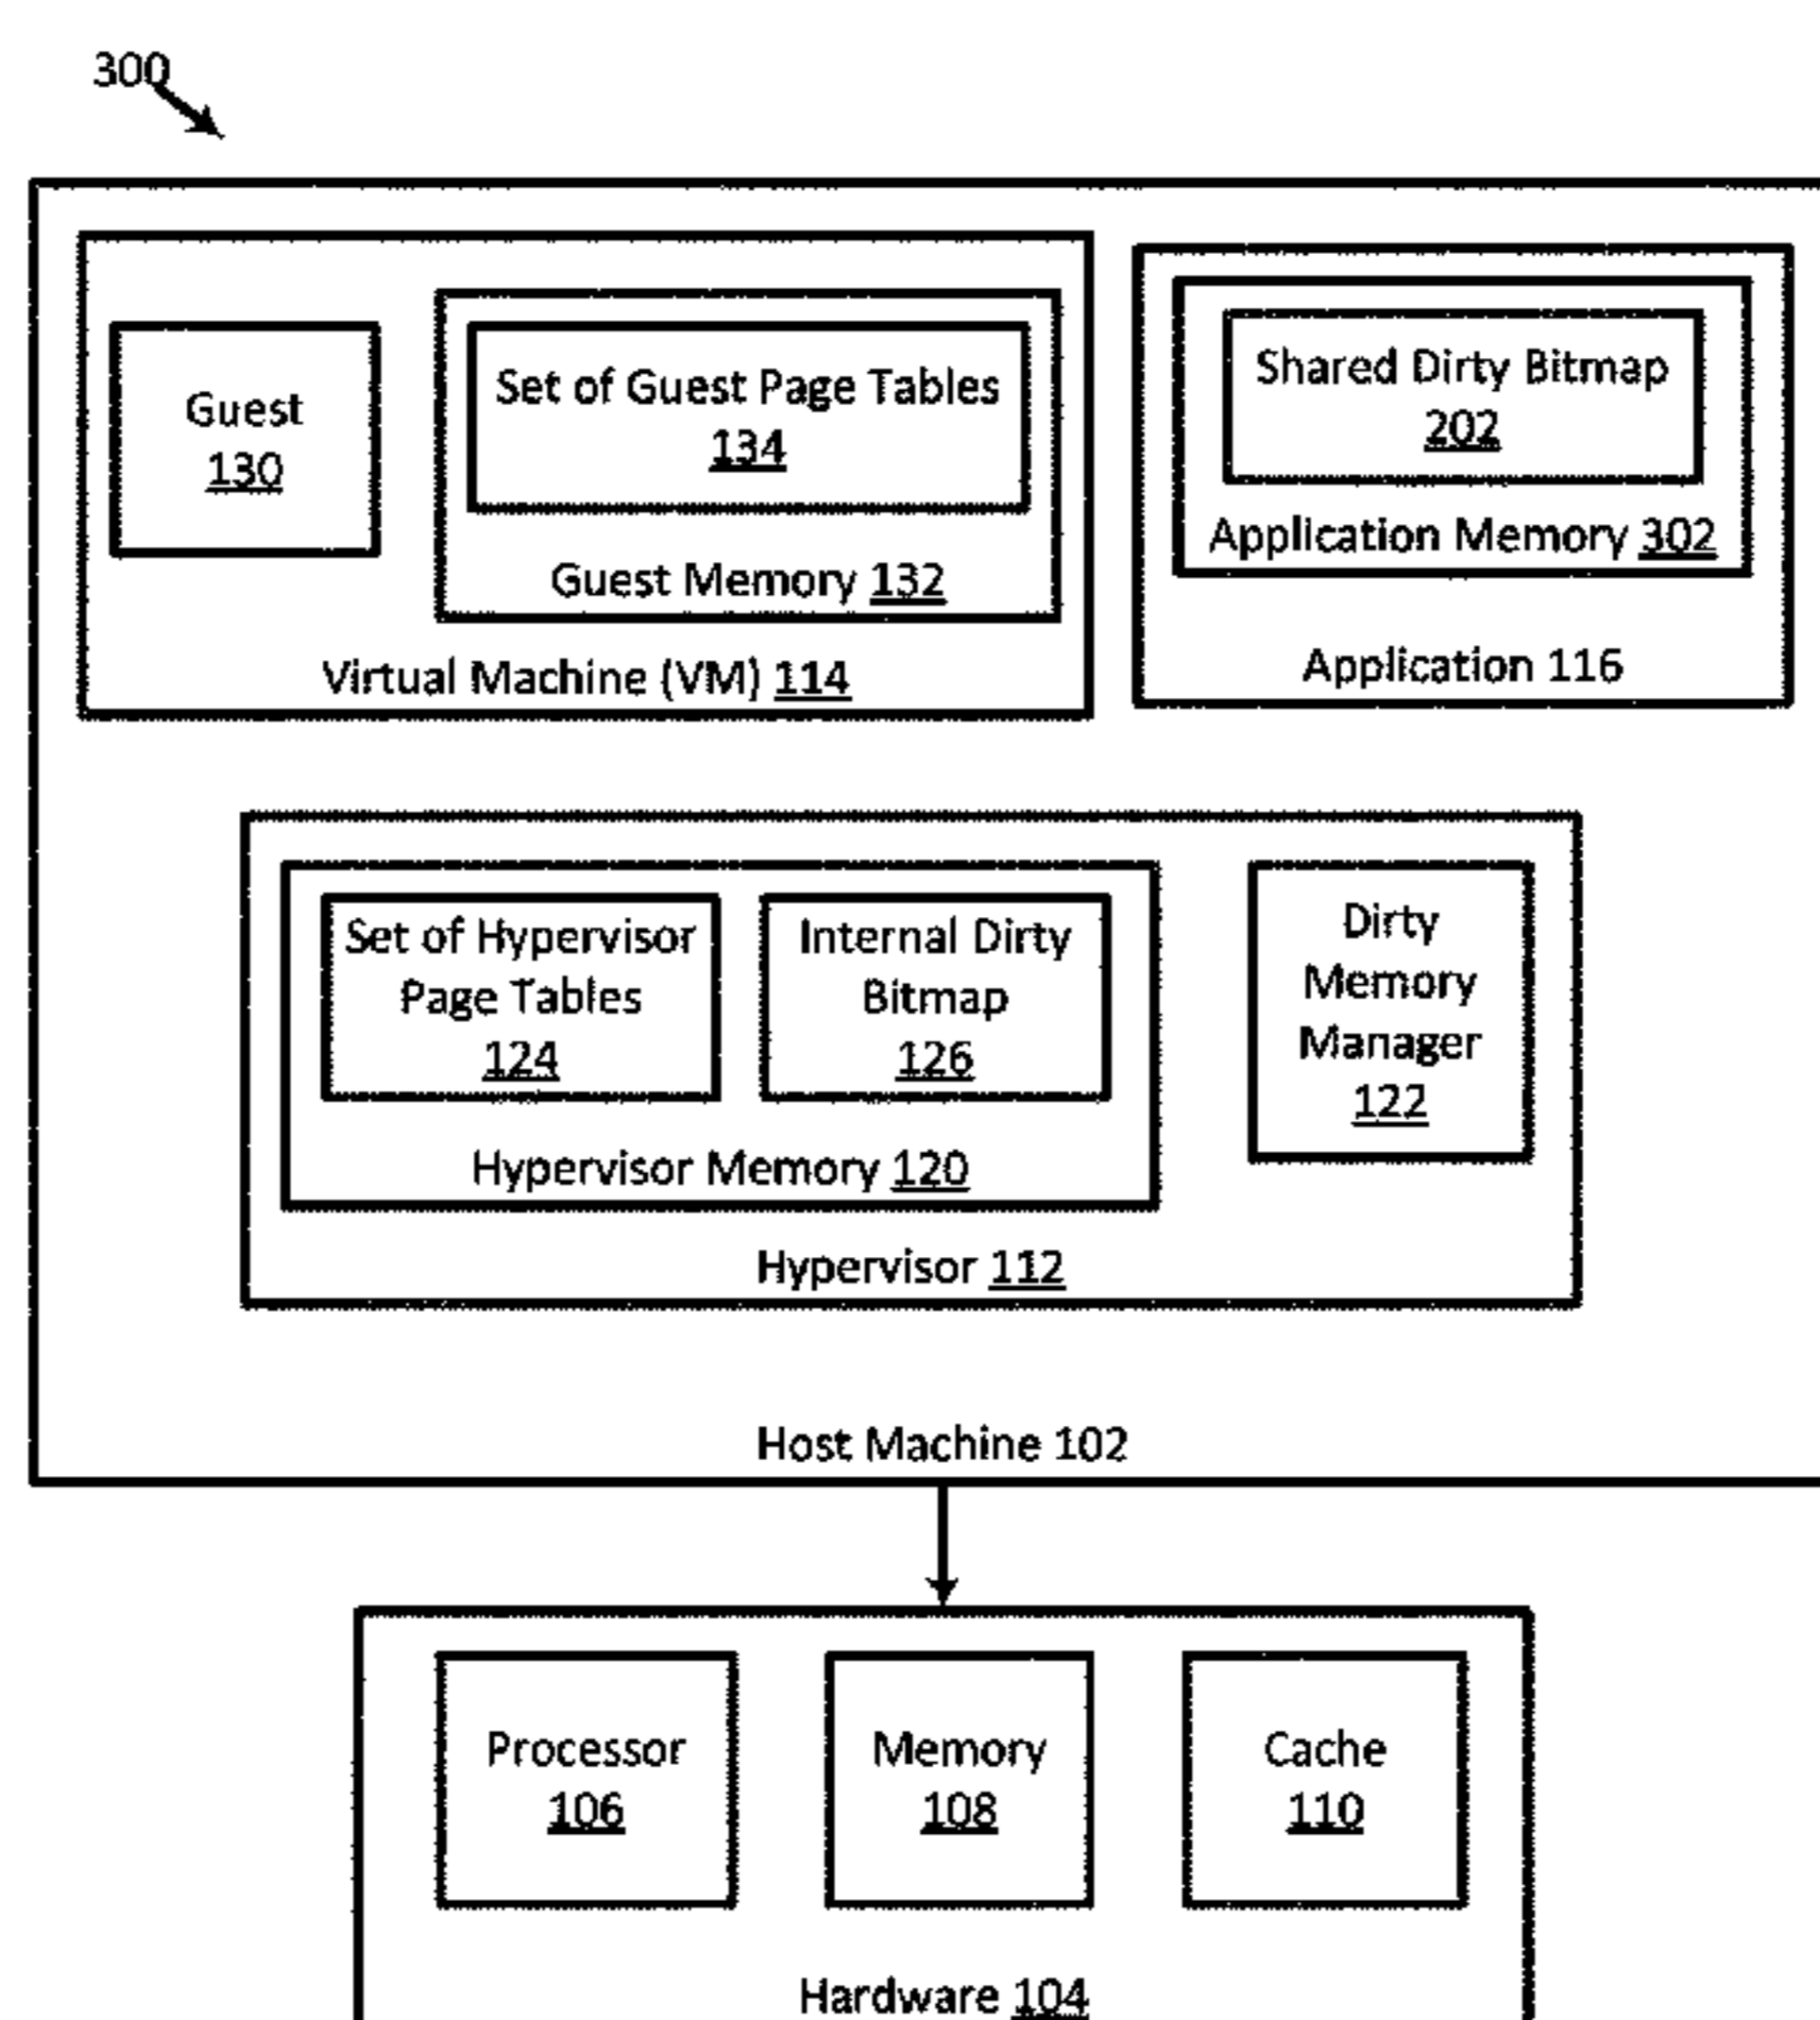 300
Guest
130
Set of Guest Page Tables
134
Guest Memory 132
Virtual Machine (VM) 114
Shared Dirty Bitmap
202
Application Memory 302
Application 116
Set of Hypervisor
Page Tables
124
Internal Dirty
Bitmap
126
Hypervisor Memory 120
Dirty
Memory
Manager
122
Hypervisor 112
Host Machine 102
Processor
106
Memory
108
Cache
110
Hardware 104